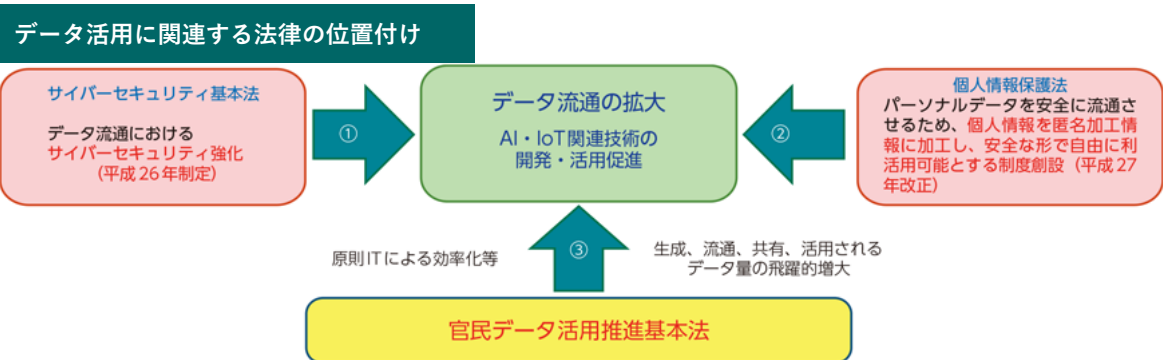 データ活用に関連する法律の位置付け
サイバーセキュリティ基本法
データ流通における
サイバーセキュリティ強化
(平成26年制定)
①
データ流通の拡大
AI・IoT関連技術の
開発・活用促進
②
個人情報保護法
パーソナルデータを安全に流通さ
せるため、個人情報を匿名加工情
報に加工し、安全な形で自由に利
活用可能とする制度創設（平成27
年改正）
原則ITによる効率化等
③
生成、流通、共有、活用される
データ量の飛躍的増大
官民データ活用推進基本法